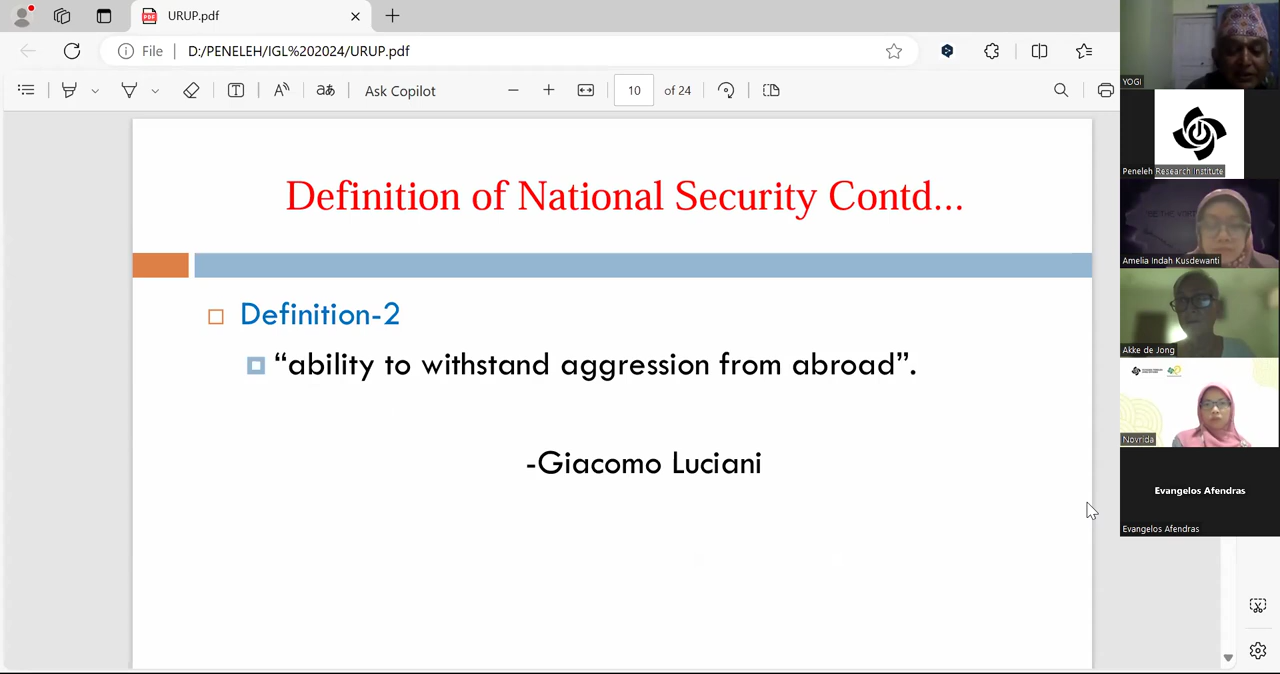 URUP.pdf
File
D:/PENELEH/IGL%202024/URUP.pdf
Ask Copilot
10 of 24
Definition of National Security Contd...
Definition-2
“ability to withstand aggression from abroad”.
-Giacomo Luciani
YOGI
Peneleh Research Institute
Amelia Indah Kusdewanti
Akke de Jong
Novrida
Evangelos Afendras
Evangelos Afendras